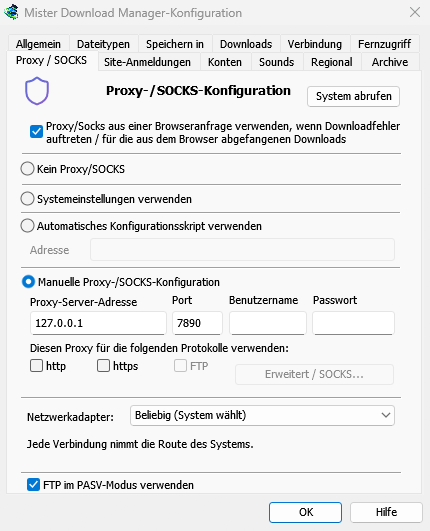 Mister Download Manager-Konfiguration
Allgemein Dateitypen Speichern in Downloads Verbindung Fernzugriff
Proxy / SOCKS Site-Anmeldungen Konten Sounds Regional Archive
Proxy-/SOCKS-Konfiguration System abrufen
Proxy/Socks aus einer Browseranfrage verwenden, wenn Downloadfehler
auftreten / für die aus dem Browser abgefangenen Downloads
Kein Proxy/SOCKS
Systemeinstellungen verwenden
Automatisches Konfigurationsskript verwenden
Adresse
Manuelle Proxy-/SOCKS-Konfiguration
Proxy-Server-Adresse Port Benutzername Passwort
127.0.0.1 7890
Diesen Proxy für die folgenden Protokolle verwenden:
http https FTP Erweitert / SOCKS...
Netzwerkadapter: Beliebig (System wählt)
Jede Verbindung nimmt die Route des Systems.
FTP im PASV-Modus verwenden
OK Hilfe